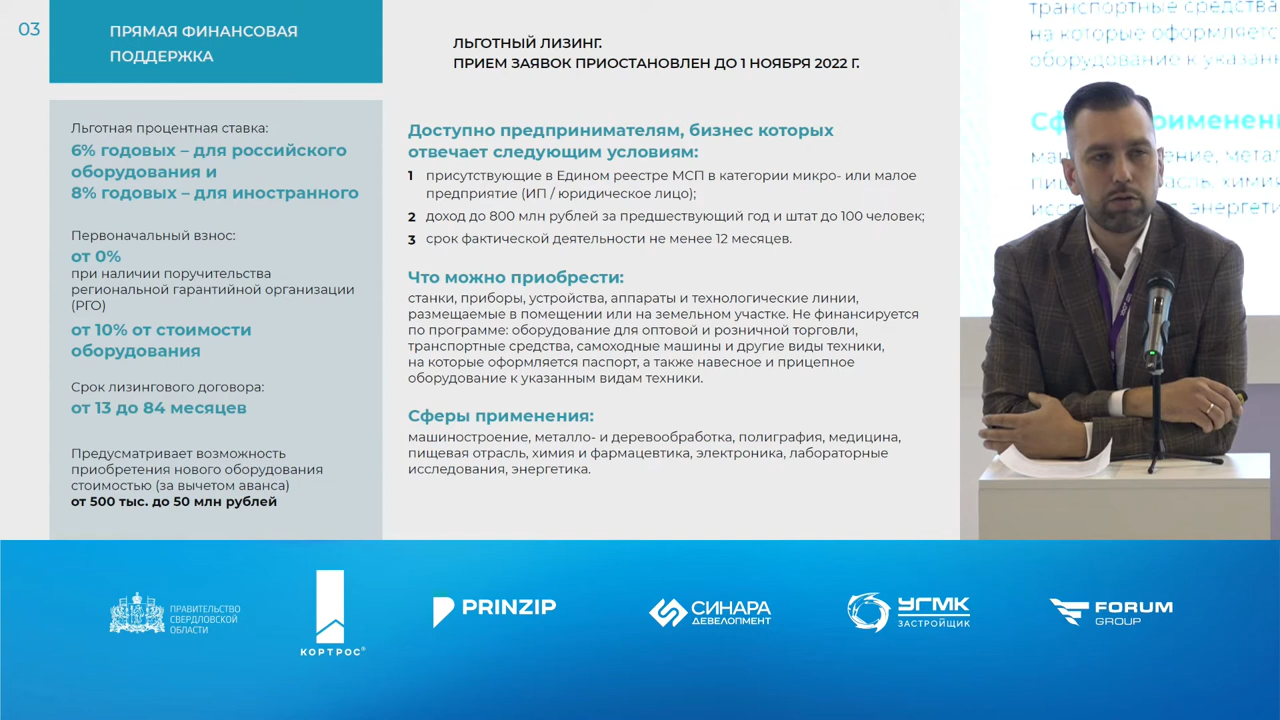 03
ПРЯМАЯ ФИНАНСОВАЯ
ПОДДЕРЖКА
ЛЬГОТНЫЙ ЛИЗИНГ.
ПРИЕМ ЗАЯВОК ПРИОСТАНОВЛЕН ДО 1 НОЯБРЯ 2022 Г.
Льготная процентная ставка:
6% годовых – для российского
оборудования и
8% годовых – для иностранного
Первоначальный взнос:
от 0%
при наличии поручительства
региональной гарантийной организации
(РГО)
от 10% от стоимости
оборудования
Срок лизингового договора:
от 13 до 84 месяцев
Предусматривает возможность
приобретения нового оборудования
стоимостью (за вычетом аванса)
от 500 тыс. до 50 млн рублей
Доступно предпринимателям, бизнес которых
отвечает следующим условиям:
1 присутствующие в Едином реестре МСП в категории микро- или малое
предприятие (ИП / юридическое лицо);
2 доход до 800 млн рублей за предшествующий год и штат до 100 человек;
3 срок фактической деятельности не менее 12 месяцев.
Что можно приобрести:
станки, приборы, устройства, аппараты и технологические линии,
размещаемые в помещении или на земельном участке. Не финансируется
по программе: оборудование для оптовой и розничной торговли,
транспортные средства, самоходные машины и другие виды техники,
на которые оформляется паспорт, а также навесное и прицепное
оборудование к указанным видам техники.
Сферы применения:
машиностроение, металло- и деревообработка, полиграфия, медицина,
пищевая отрасль, химия и фармацевтика, электроника, лабораторные
исследования, энергетика.
транспортные средства
на которые оформляетс
оборудование к указан
ПРАВИТЕЛЬСТВО
СВЕРДЛОВСКОЙ
ОБЛАСТИ
КОРТРОС®
PRINZIP
СИНАРА
ДЕВЕЛОПМЕНТ
УГМК
ЗАСТРОЙЩИК
FORUM
GROUP